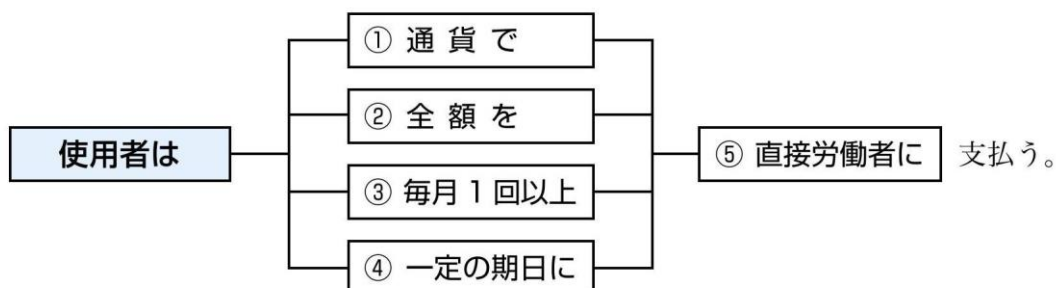 使用者は
① 通貨で
② 全額を
③ 毎月1回以上
④ 一定の期日に
⑤ 直接労働者に
支払う。